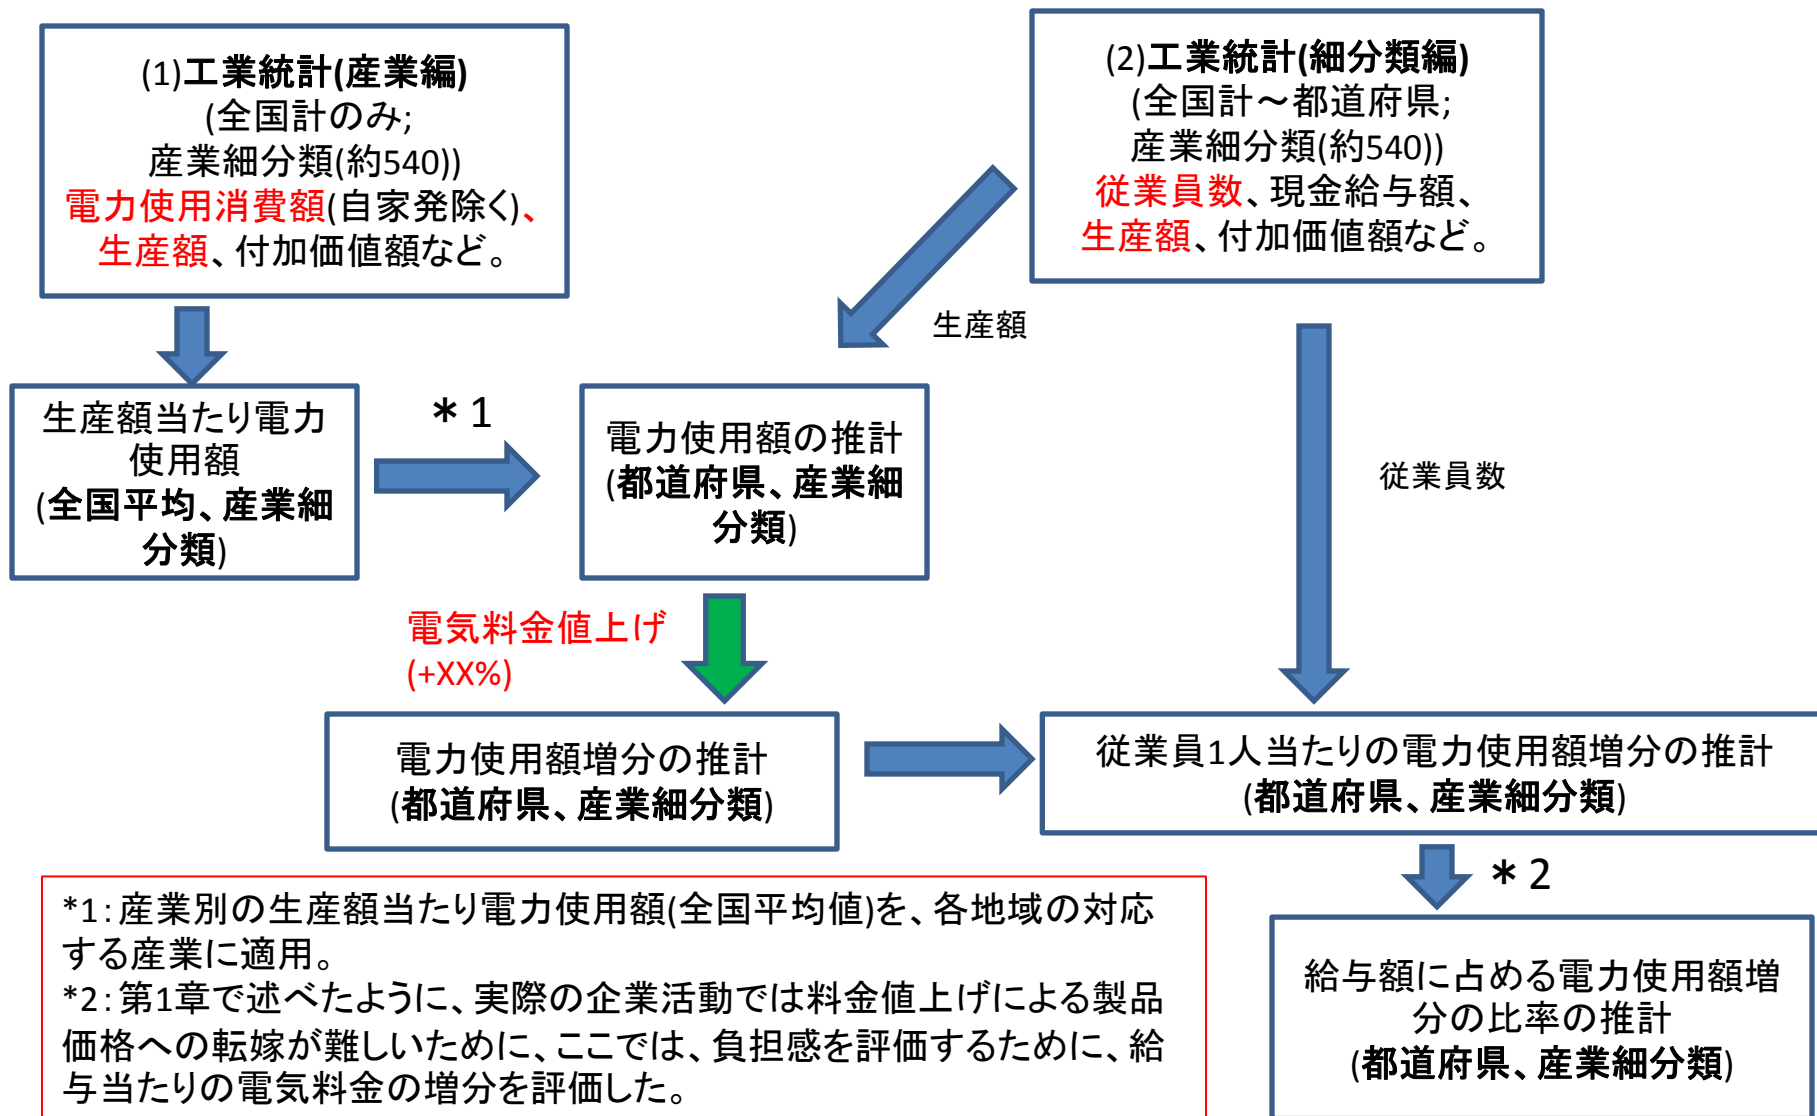 (1)工業統計(産業編)
(全国計のみ;
産業細分類(約540))
電力使用消費額(自家発除く)、
生産額、付加価値額など。
(2)工業統計(細分類編)
(全国計～都道府県;
産業細分類(約540))
従業員数、現金給与額、
生産額、付加価値額など。
生産額
生産額当たり電力
使用額
(全国平均、産業細
分類)
＊1
電力使用額の推計
(都道府県、産業細
分類)
従業員数
電気料金値上げ
(+XX%)
電力使用額増分の推計
(都道府県、産業細分類)
従業員1人当たりの電力使用額増分の推計
(都道府県、産業細分類)
＊2
*1：産業別の生産額当たり電力使用額(全国平均値)を、各地域の対応
する産業に適用。
*2：第1章で述べたように、実際の企業活動では料金値上げによる製品
価格への転嫁が難しいために、ここでは、負担感を評価するために、給
与当たりの電気料金の増分を評価した。
給与額に占める電力使用額増
分の比率の推計
(都道府県、産業細分類)